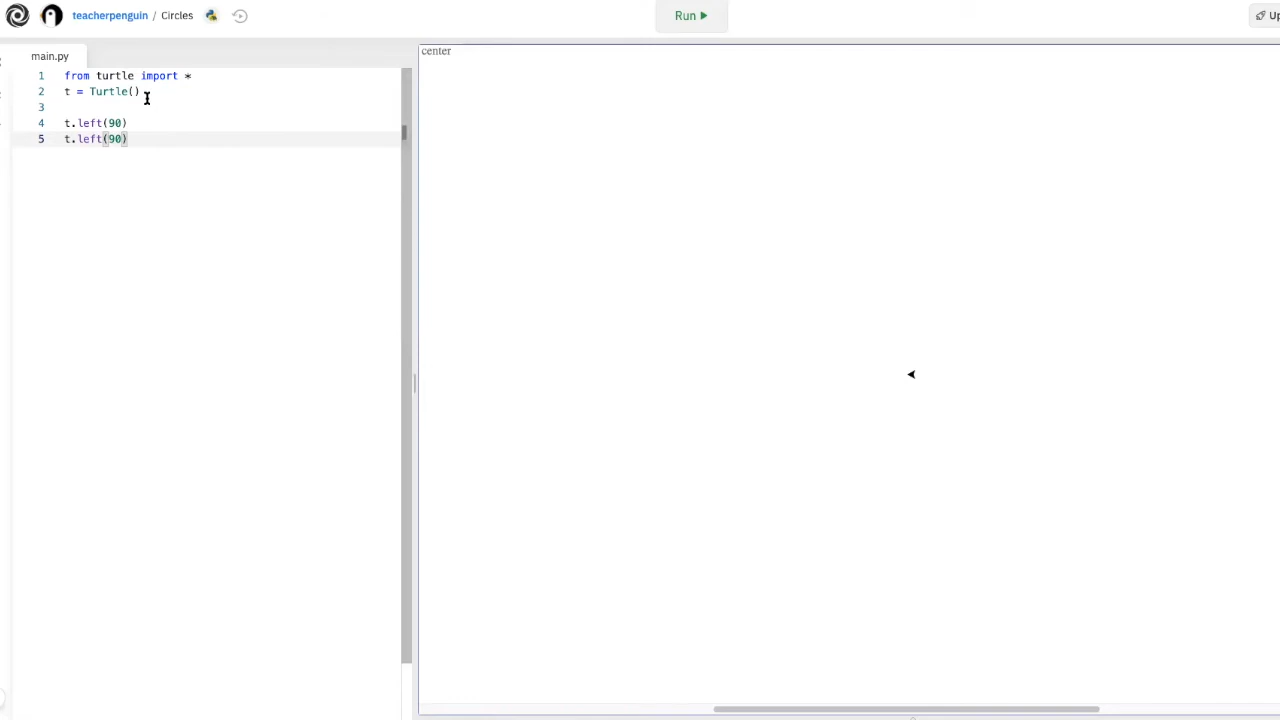 teacherpenguin / Circles
Run
main.py
center
1 from turtle import *
2 t = Turtle()
3
4 t.left(90)
5 t.left(90)